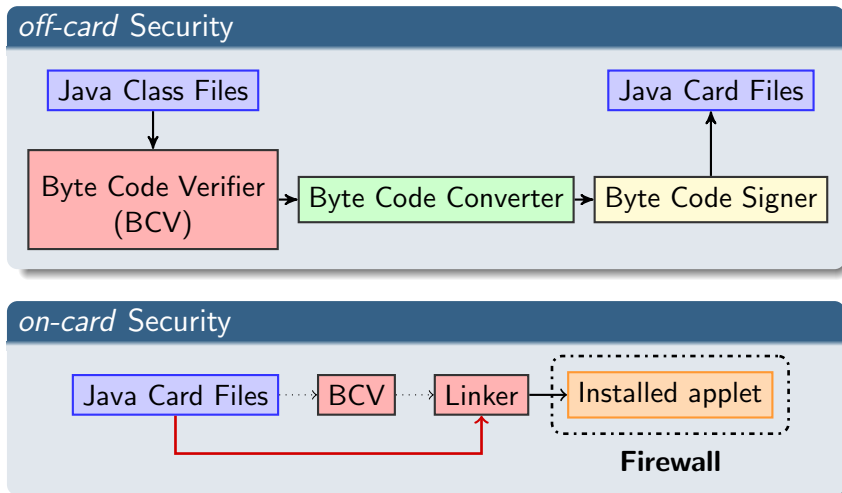 off-card Security
Java Class Files
Java Card Files
Byte Code Verifier
(BCV)
Byte Code Converter
Byte Code Signer
on-card Security
Java Card Files
BCV
Linker
Installed applet
Firewall